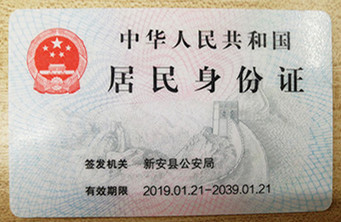 中华人民共和国
居民身份证
签发机关 新安县公安局
有效期限 2019.01.21-2039.01.21